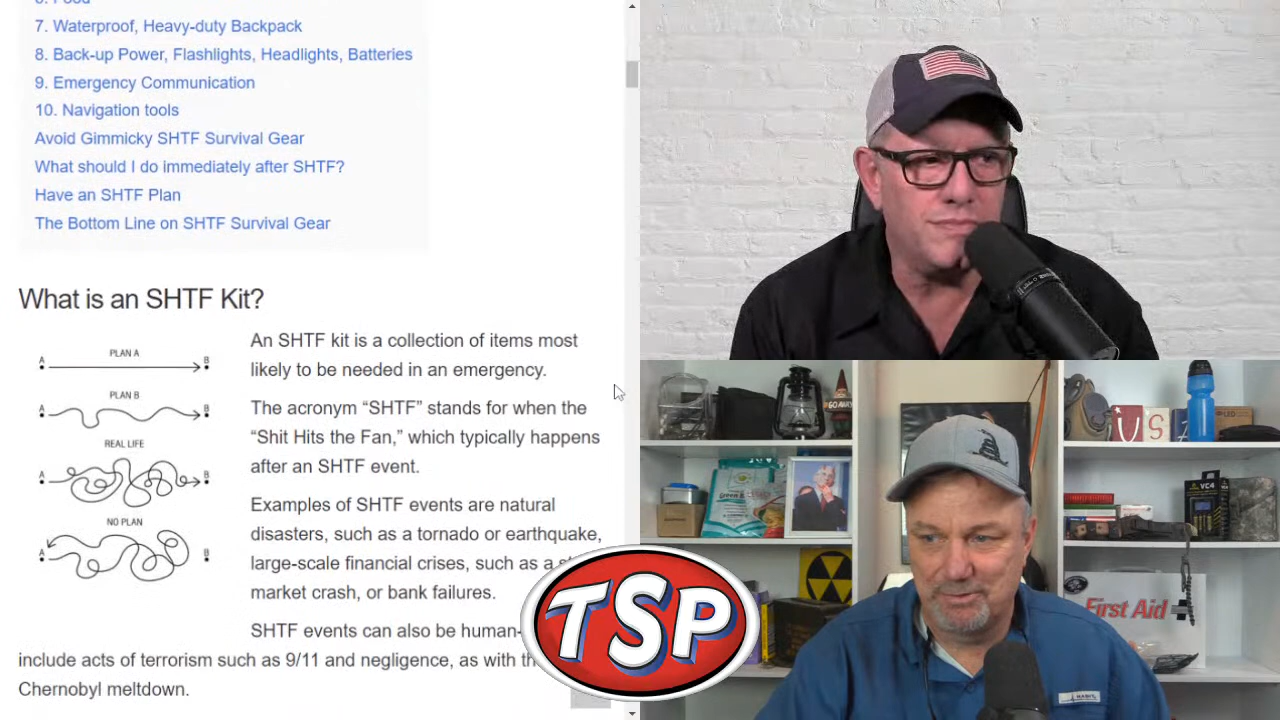 7. Waterproof, Heavy-duty Backpack
8. Back-up Power, Flashlights, Headlights, Batteries
9. Emergency Communication
10. Navigation tools
Avoid Gimmicky SHTF Survival Gear
What should I do immediately after SHTF?
Have an SHTF Plan
The Bottom Line on SHTF Survival Gear
What is an SHTF Kit?
PLAN A
A
B
PLAN B
A
B
REAL LIFE
A
B
NO PLAN
A
B
An SHTF kit is a collection of items most
likely to be needed in an emergency.
The acronym “SHTF” stands for when the
“Shit Hits the Fan,” which typically happens
after an SHTF event.
Examples of SHTF events are natural
disasters, such as a tornado or earthquake,
large-scale financial crises, such as a
market crash, or bank failures.
SHTF events can also be human-
include acts of terrorism such as 9/11 and negligence, as with
Chernobyl meltdown.
TSP
GO AWAY
U S A
VC4
First Aid